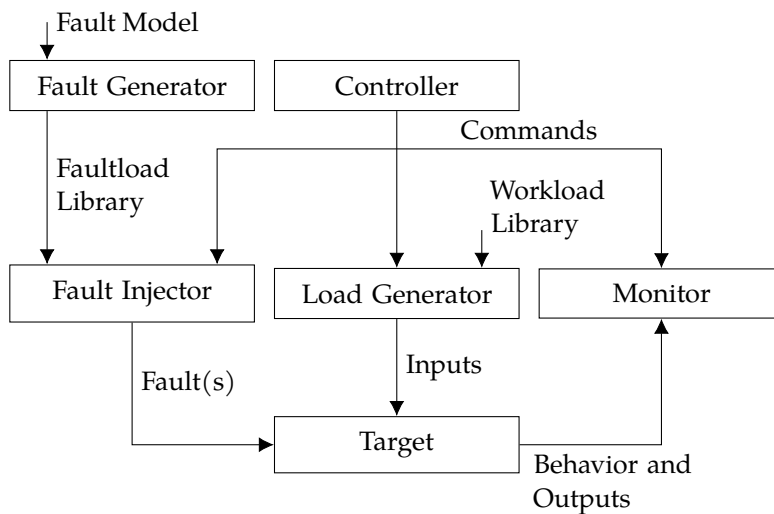 Fault Model
Fault Generator
Controller
Commands
Faultload
Library
Workload
Library
Fault Injector
Load Generator
Monitor
Inputs
Fault(s)
Target
Behavior and
Outputs